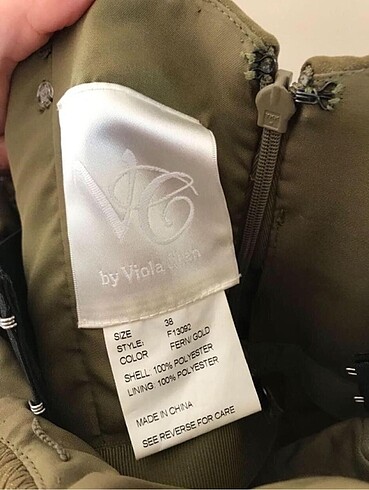 VC
by Viola Chan
SIZE 38
STYLE: F13092
COLOR FERN/GOLD
SHELL: 100% POLYESTER
LINING: 100% POLYESTER
MADE IN CHINA
SEE REVERSE FOR CARE